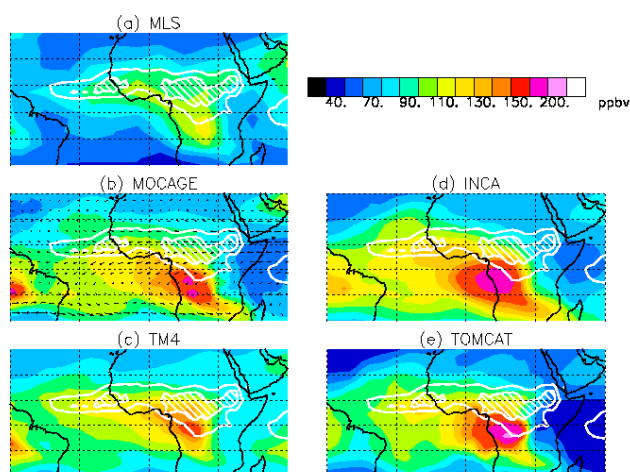 (a) MLS
40. 70. 90. 110. 130. 150. 200. ppbv
(b) MOCAGE
(d) INCA
(c) TM4
(e) TOMCAT